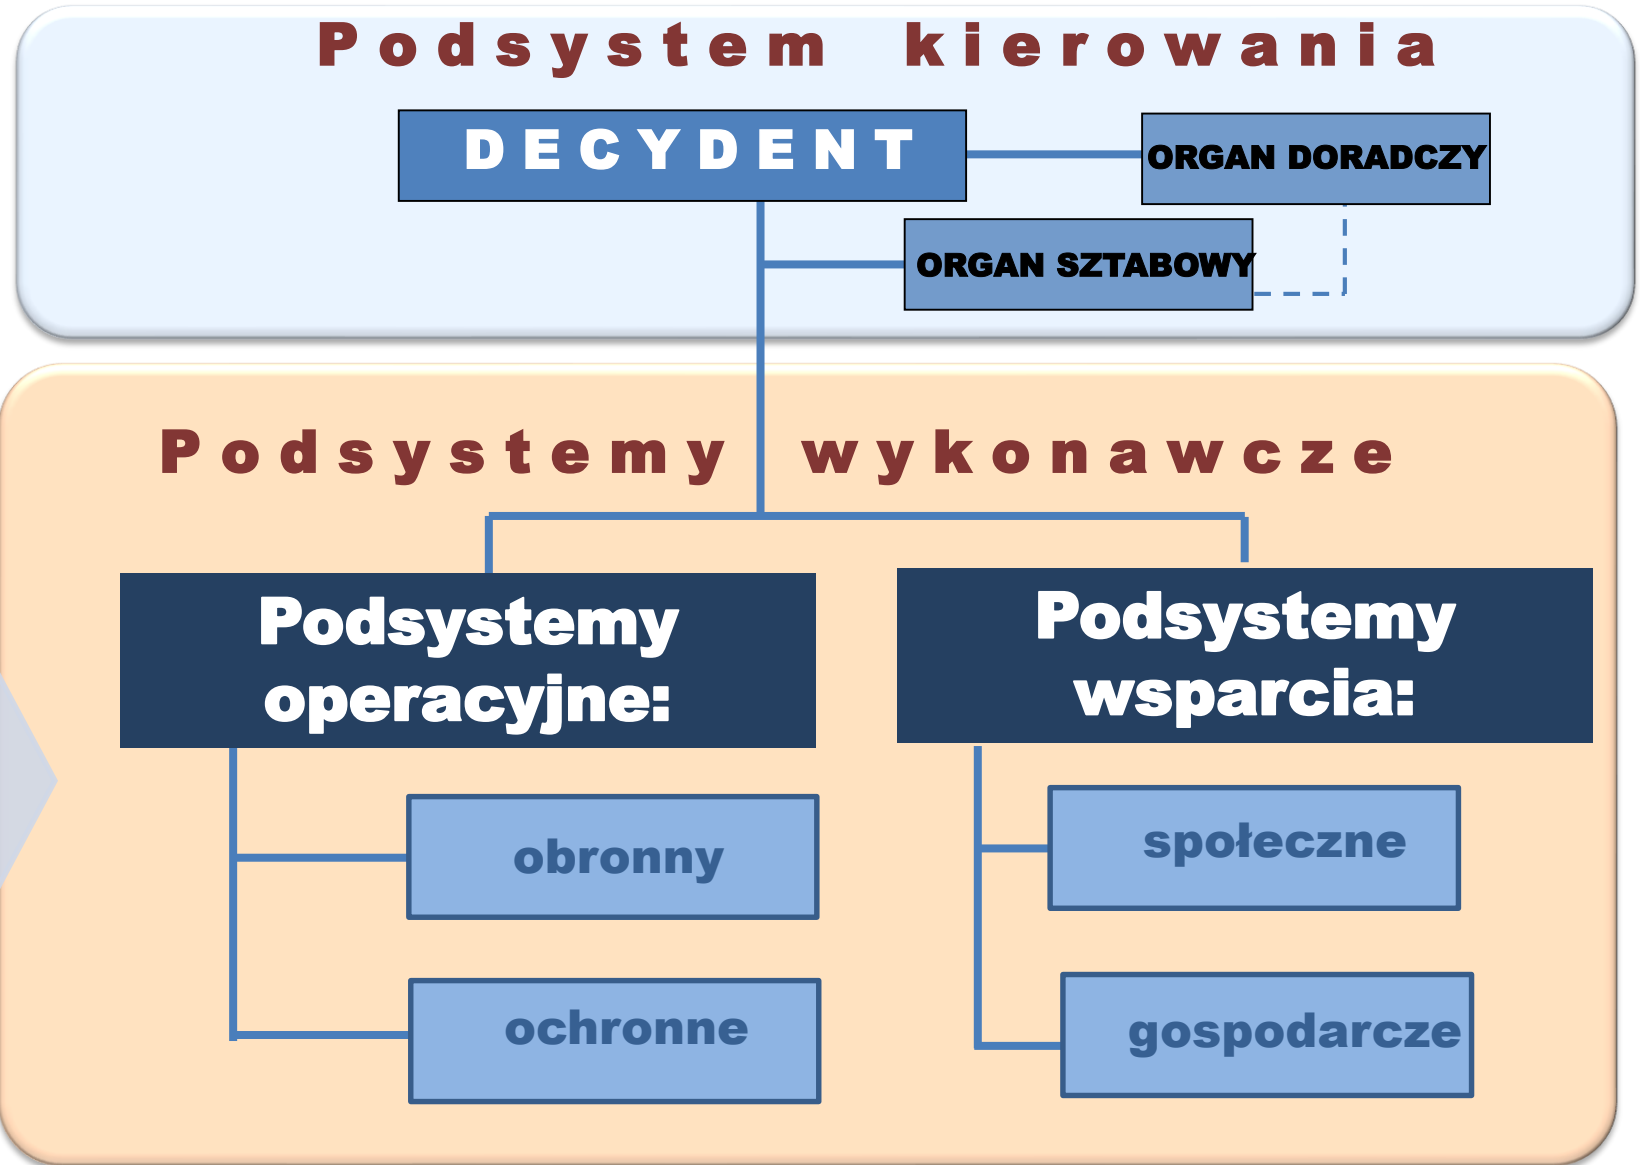 Podsystem kierowania
DECYDENT
ORGAN DORADCZY
ORGAN SZTABOWY
Podsystemy wykonawcze
Podsystemy
operacyjne:
obronny
ochronne
Podsystemy
wsparcia:
społeczne
gospodarcze